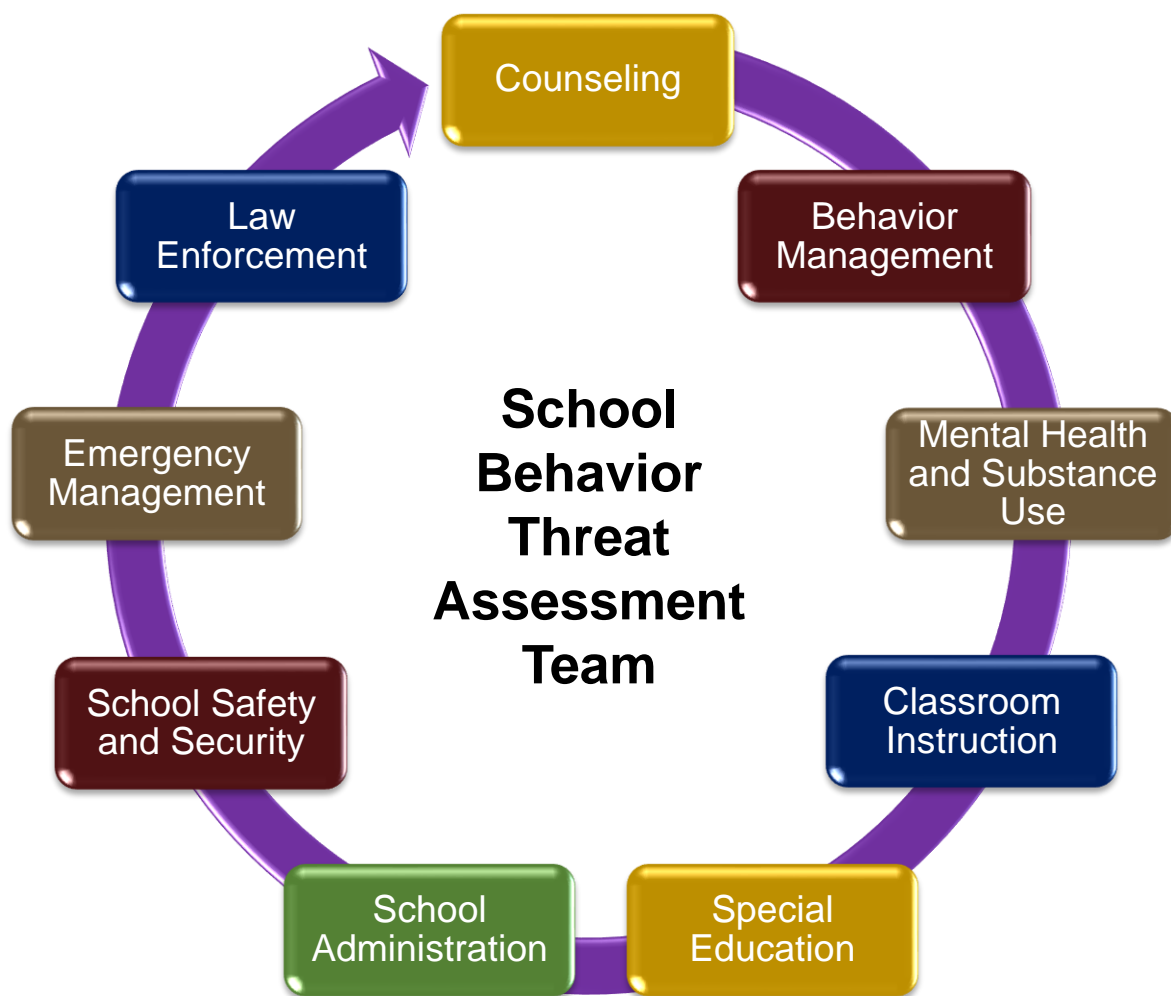 Counseling
Behavior
Management
Mental Health
and Substance
Use
Classroom
Instruction
Special
Education
School
Administration
School Safety
and Security
Emergency
Management
Law
Enforcement
School
Behavior
Threat
Assessment
Team